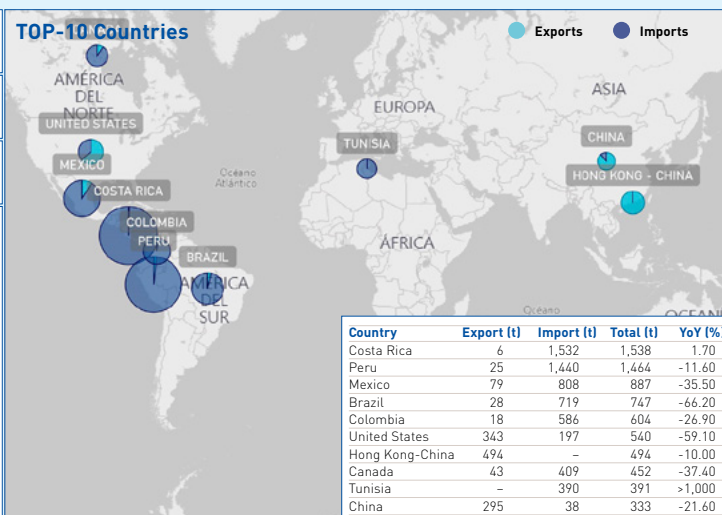 TOP-10 Countries
Exports
Imports
AMÉRICA
DEL
NORTE
UNITED STATES
MEXICO
COSTA RICA
COLOMBIA
PERU
BRAZIL
AMÉRICA
DEL
SUR
Océano
Atlántico
EUROPA
TUNISIA
ÁFRICA
ASIA
CHINA
HONG KONG - CHINA
Océano
OCEAN
Country Export (t) Import (t) Total (t) YoY (%)
Costa Rica 6 1,532 1,538 1.70
Peru 25 1,440 1,464 -11.60
Mexico 79 808 887 -35.50
Brazil 28 719 747 -66.20
Colombia 18 586 604 -26.90
United States 343 197 540 -59.10
Hong Kong-China 494 – 494 -10.00
Canada 43 409 452 -37.40
Tunisia – 390 391 >1,000
China 295 38 333 -21.60